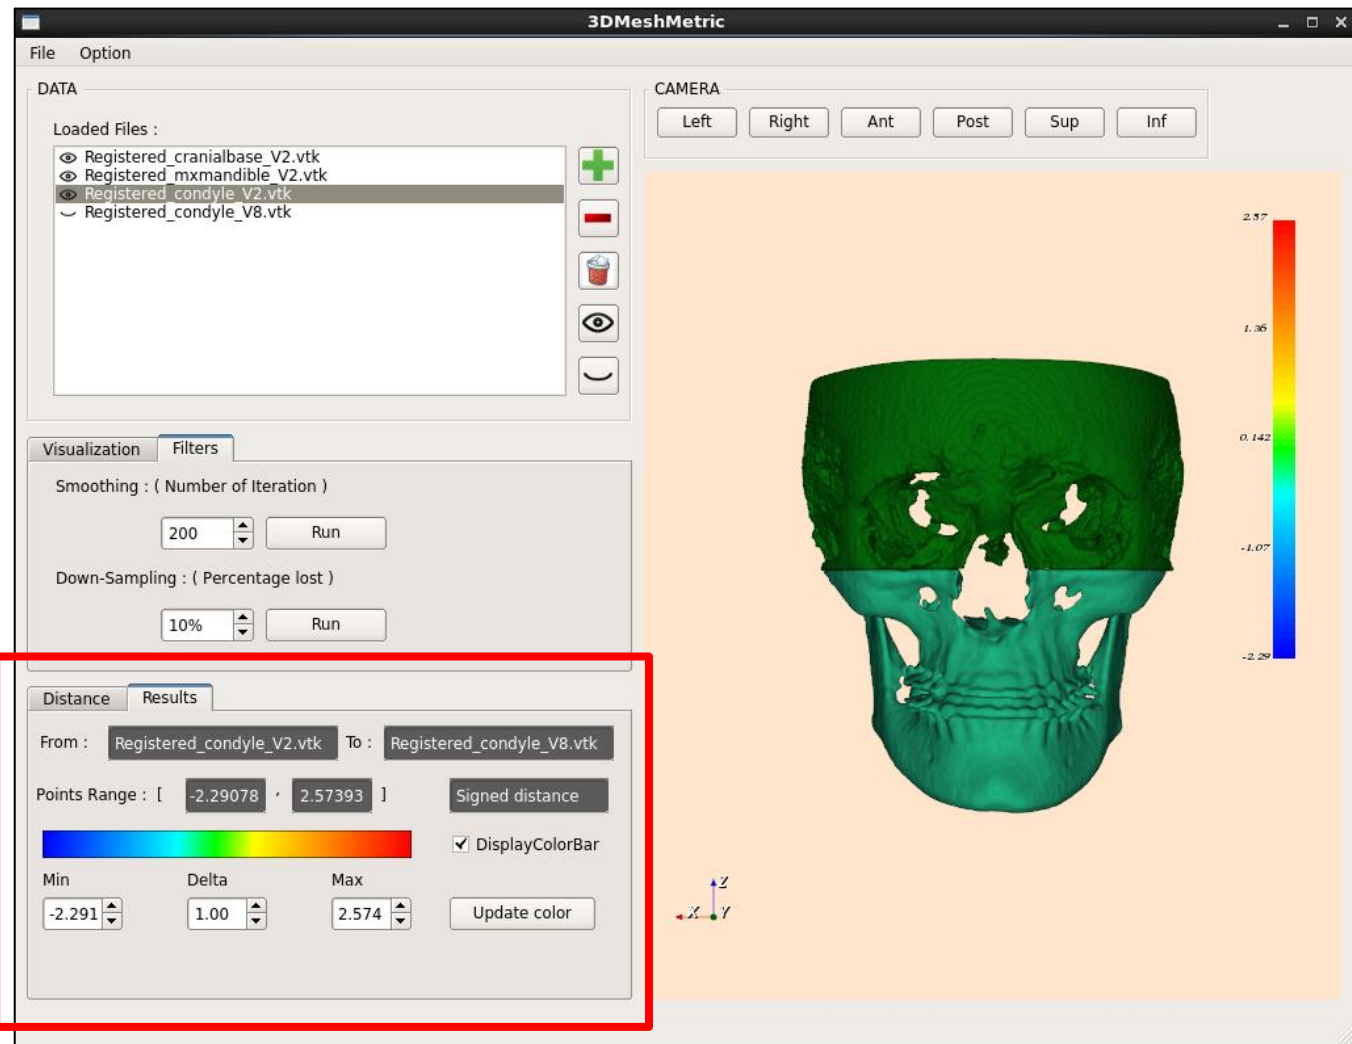 3DMeshMetric
File Option
DATA
Loaded Files :
Registered_cranialbase_V2.vtk
Registered_mxmandible_V2.vtk
Registered_condyle_V2.vtk
Registered_condyle_V8.vtk
Visualization Filters
Smoothing : ( Number of Iteration )
200 Run
Down-Sampling : ( Percentage lost )
10% Run
Distance Results
From : Registered_condyle_V2.vtk To : Registered_condyle_V8.vtk
Points Range : [ -2.29078 , 2.57393 ] Signed distance
DisplayColorBar
Min Delta Max
-2.291 1.00 2.574 Update color
CAMERA
Left Right Ant Post Sup Inf
2.57
1.36
0.142
-1.07
-2.29
Z
X Y